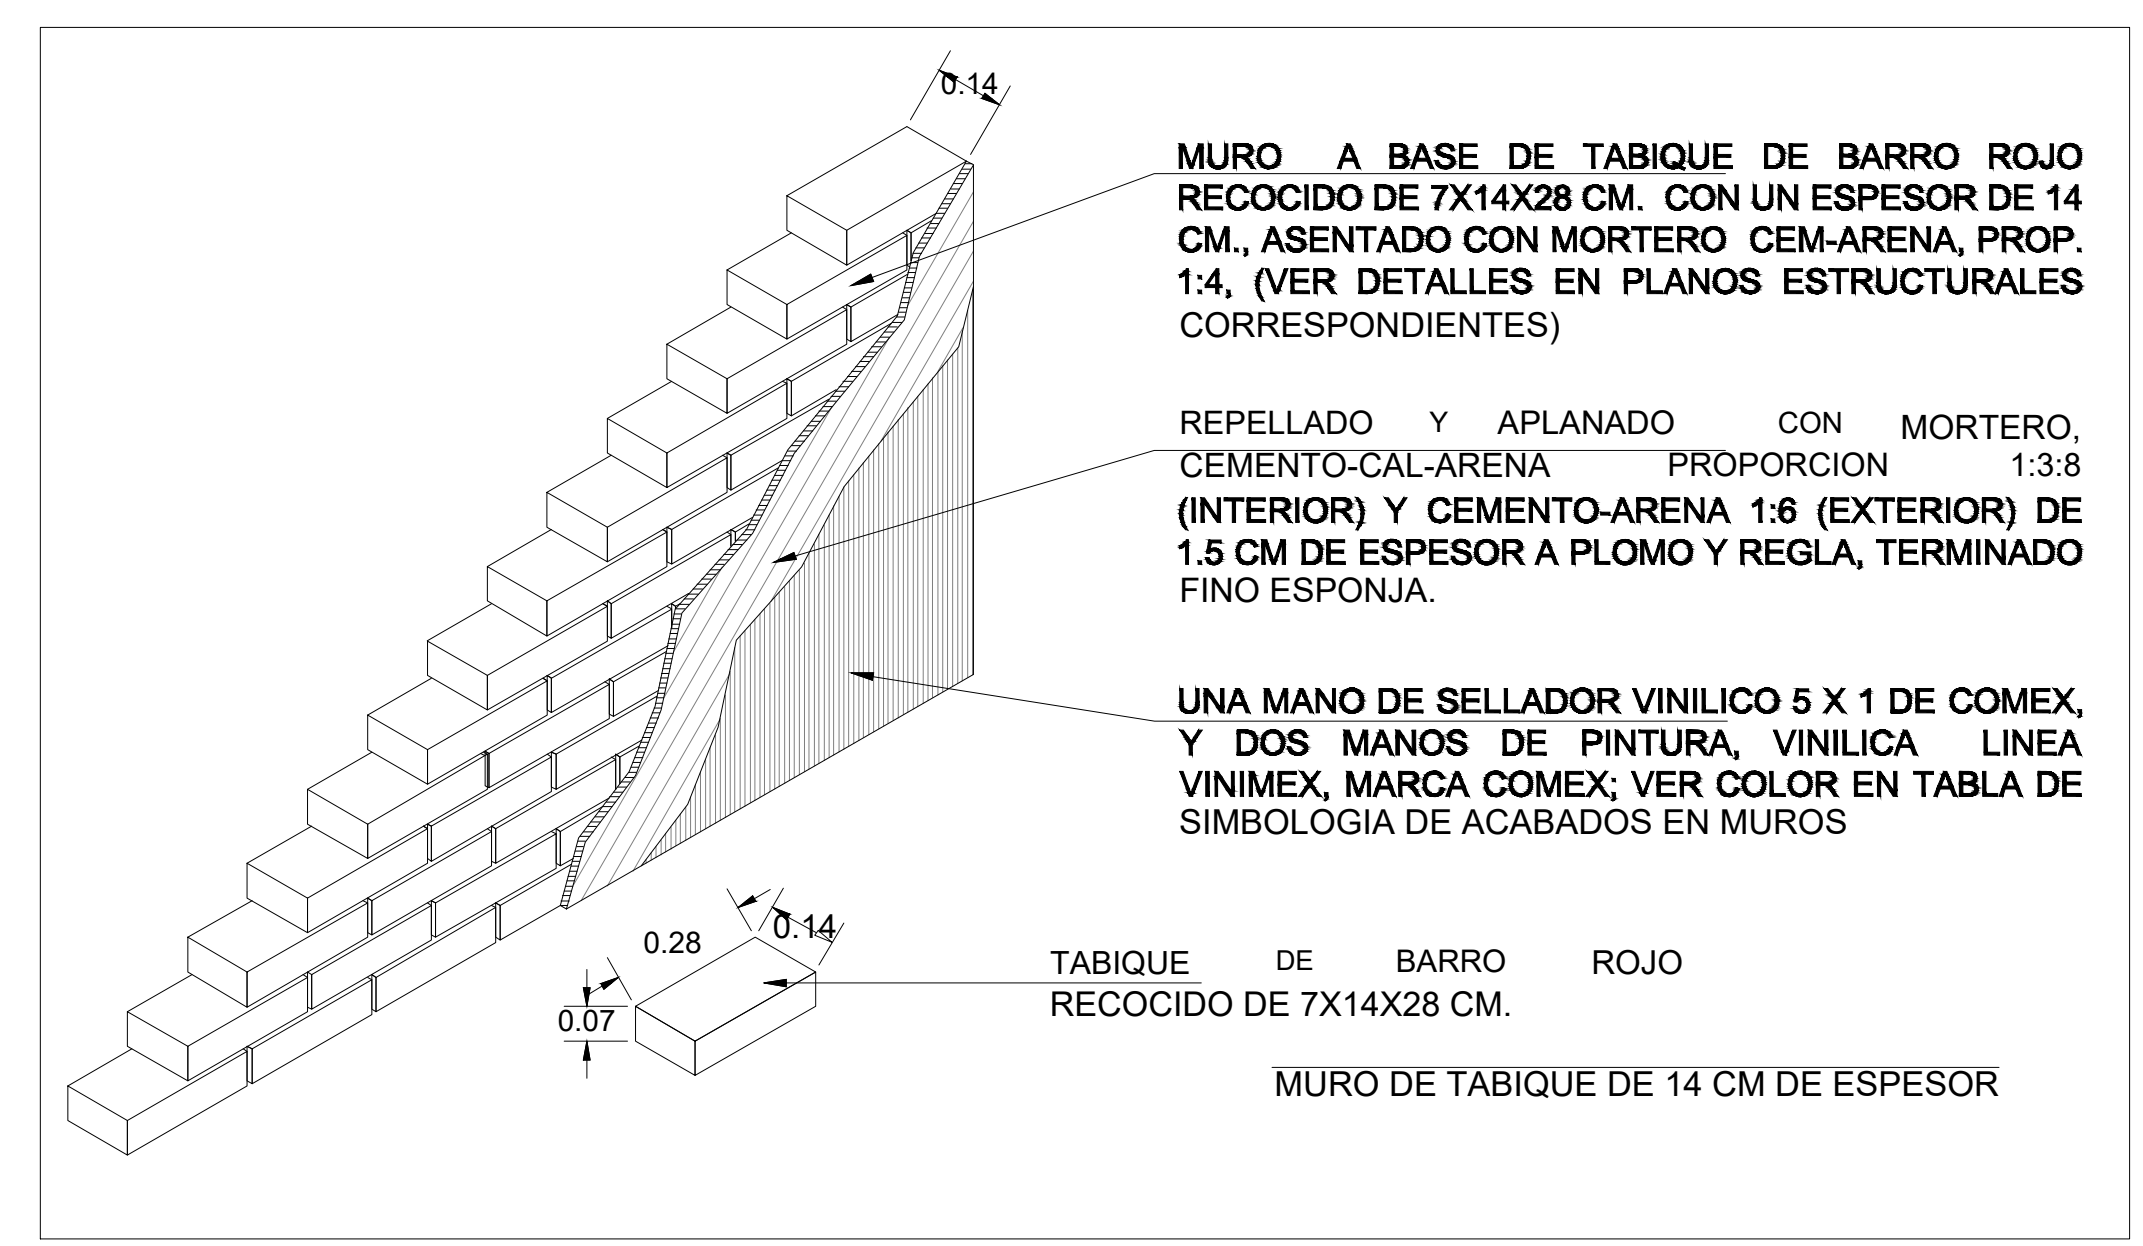 0.14
MURO A BASE DE TABIQUE DE BARRO ROJO
RECOCIDO DE 7X14X28 CM. CON UN ESPESOR DE 14
CM., ASENTADO CON MORTERO CEM-ARENA, PROP.
1:4, (VER DETALLES EN PLANOS ESTRUCTURALES
CORRESPONDIENTES)
REPELLADO Y APLANADO CON MORTERO,
CEMENTO-CAL-ARENA PROPORCION 1:3:8
(INTERIOR) Y CEMENTO-ARENA 1:6 (EXTERIOR) DE
1.5 CM DE ESPESOR A PLOMO Y REGLA, TERMINADO
FINO ESPONJA.
UNA MANO DE SELLADOR VINILICO 5 X 1 DE COMEX,
Y DOS MANOS DE PINTURA, VINILICA LINEA
VINIMEX, MARCA COMEX; VER COLOR EN TABLA DE
SIMBOLOGIA DE ACABADOS EN MUROS
0.14
0.28
0.07
TABIQUE DE BARRO ROJO
RECOCIDO DE 7X14X28 CM.
MURO DE TABIQUE DE 14 CM DE ESPESOR